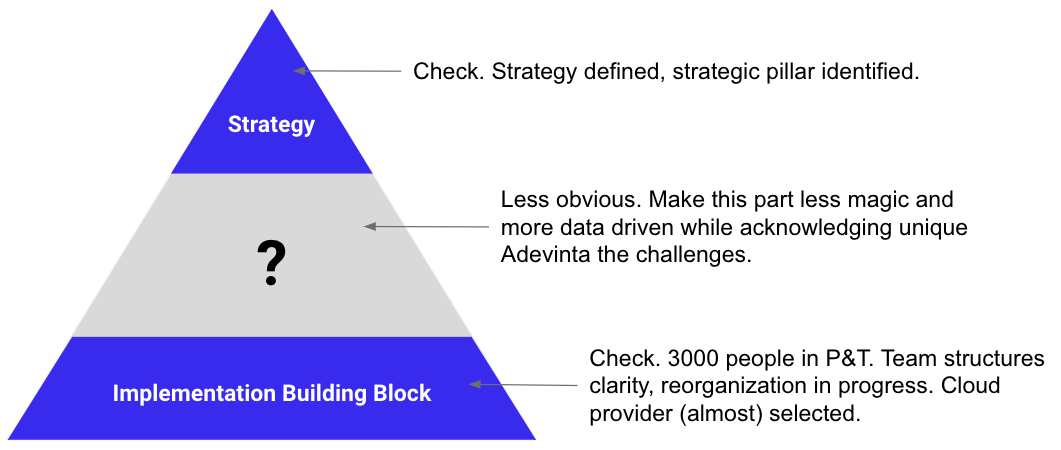 Check. Strategy defined, strategic pillar identified.
Strategy
Less obvious. Make this part less magic and
more data driven while acknowledging unique
Adevinta the challenges.
?
Check. 3000 people in P&T. Team structures
clarity, reorganization in progress. Cloud
provider (almost) selected.
Implementation Building Block